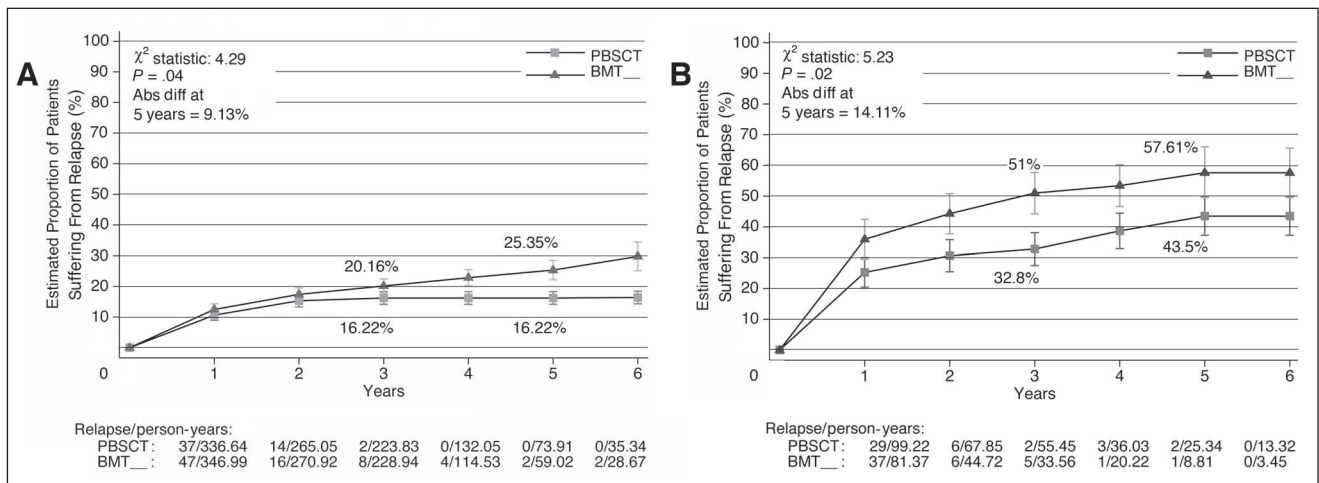 A
Estimated Proportion of Patients
Suffering From Relapse (%)
100
90
80
70
60
50
40
30
20
10
0
χ2 statistic: 4.29
P = .04
Abs diff at
5 years = 9.13%
PBSCT
BMT__
20.16%
25.35%
16.22%
16.22%
1 2 3 4 5 6
Years
Relapse/person-years:
PBSCT: 37/336.64 14/265.05 2/223.83 0/132.05 0/73.91 0/35.34
BMT__ : 47/346.99 16/270.92 8/228.94 4/114.53 2/59.02 2/28.67
B
Estimated Proportion of Patients
Suffering From Relapse (%)
100
90
80
70
60
50
40
30
20
10
0
χ2 statistic: 5.23
P = .02
Abs diff at
5 years = 14.11%
PBSCT
BMT__
51%
57.61%
32.8%
43.5%
1 2 3 4 5 6
Years
Relapse/person-years:
PBSCT : 29/99.22 6/67.85 2/55.45 3/36.03 2/25.34 0/13.32
BMT__ : 37/81.37 6/44.72 5/33.56 1/20.22 1/8.81 0/3.45